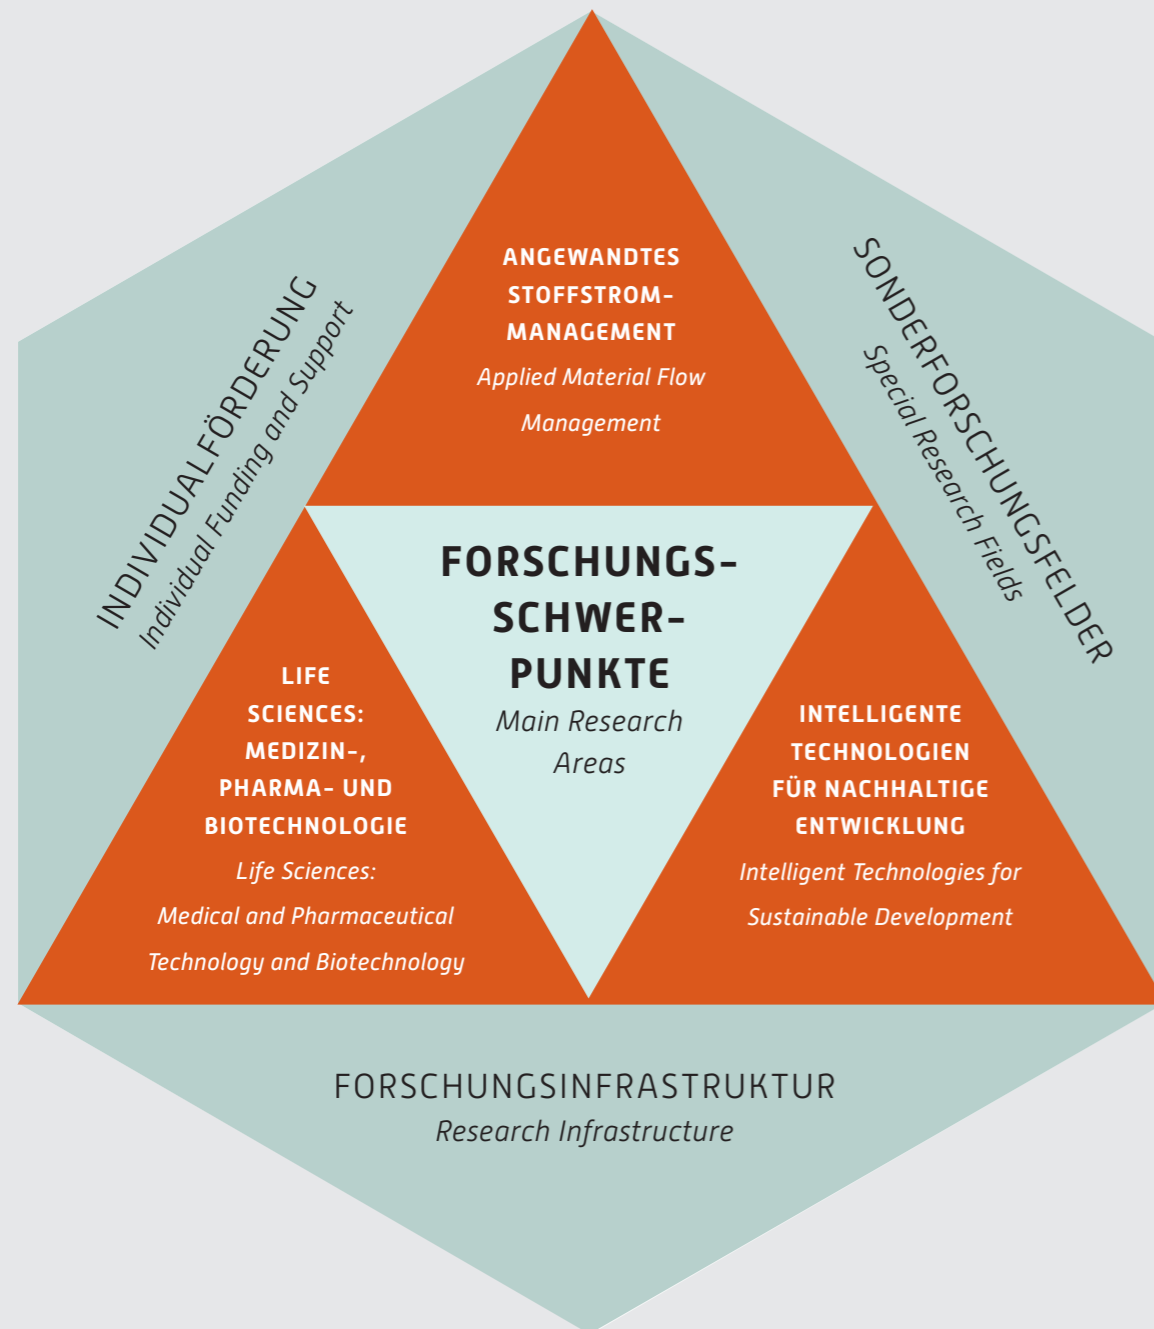 INDIVIDUALFÖRDERUNG
Individual Funding and Support
SONDERFORSCHUNGSFELDER
Special Research Fields
ANGEWANDTES
STOFFSTROM-
MANAGEMENT
Applied Material Flow
Management
FORSCHUNGS-
SCHWER-
PUNKTE
Main Research
Areas
LIFE
SCIENCES:
MEDIZIN-,
PHARMA- UND
BIOTECHNOLOGIE
Life Sciences:
Medical and Pharmaceutical
Technology and Biotechnology
INTELLIGENTE
TECHNOLOGIEN
FÜR NACHHALTIGE
ENTWICKLUNG
Intelligent Technologies for
Sustainable Development
FORSCHUNGSINFRASTRUKTUR
Research Infrastructure